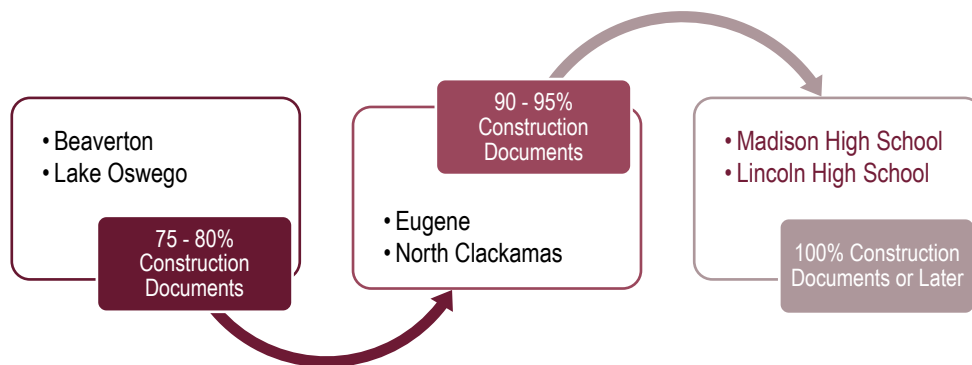 • Beaverton
• Lake Oswego
75 - 80%
Construction
Documents
90 - 95%
Construction
Documents
• Eugene
• North Clackamas
• Madison High School
• Lincoln High School
100% Construction
Documents or Later